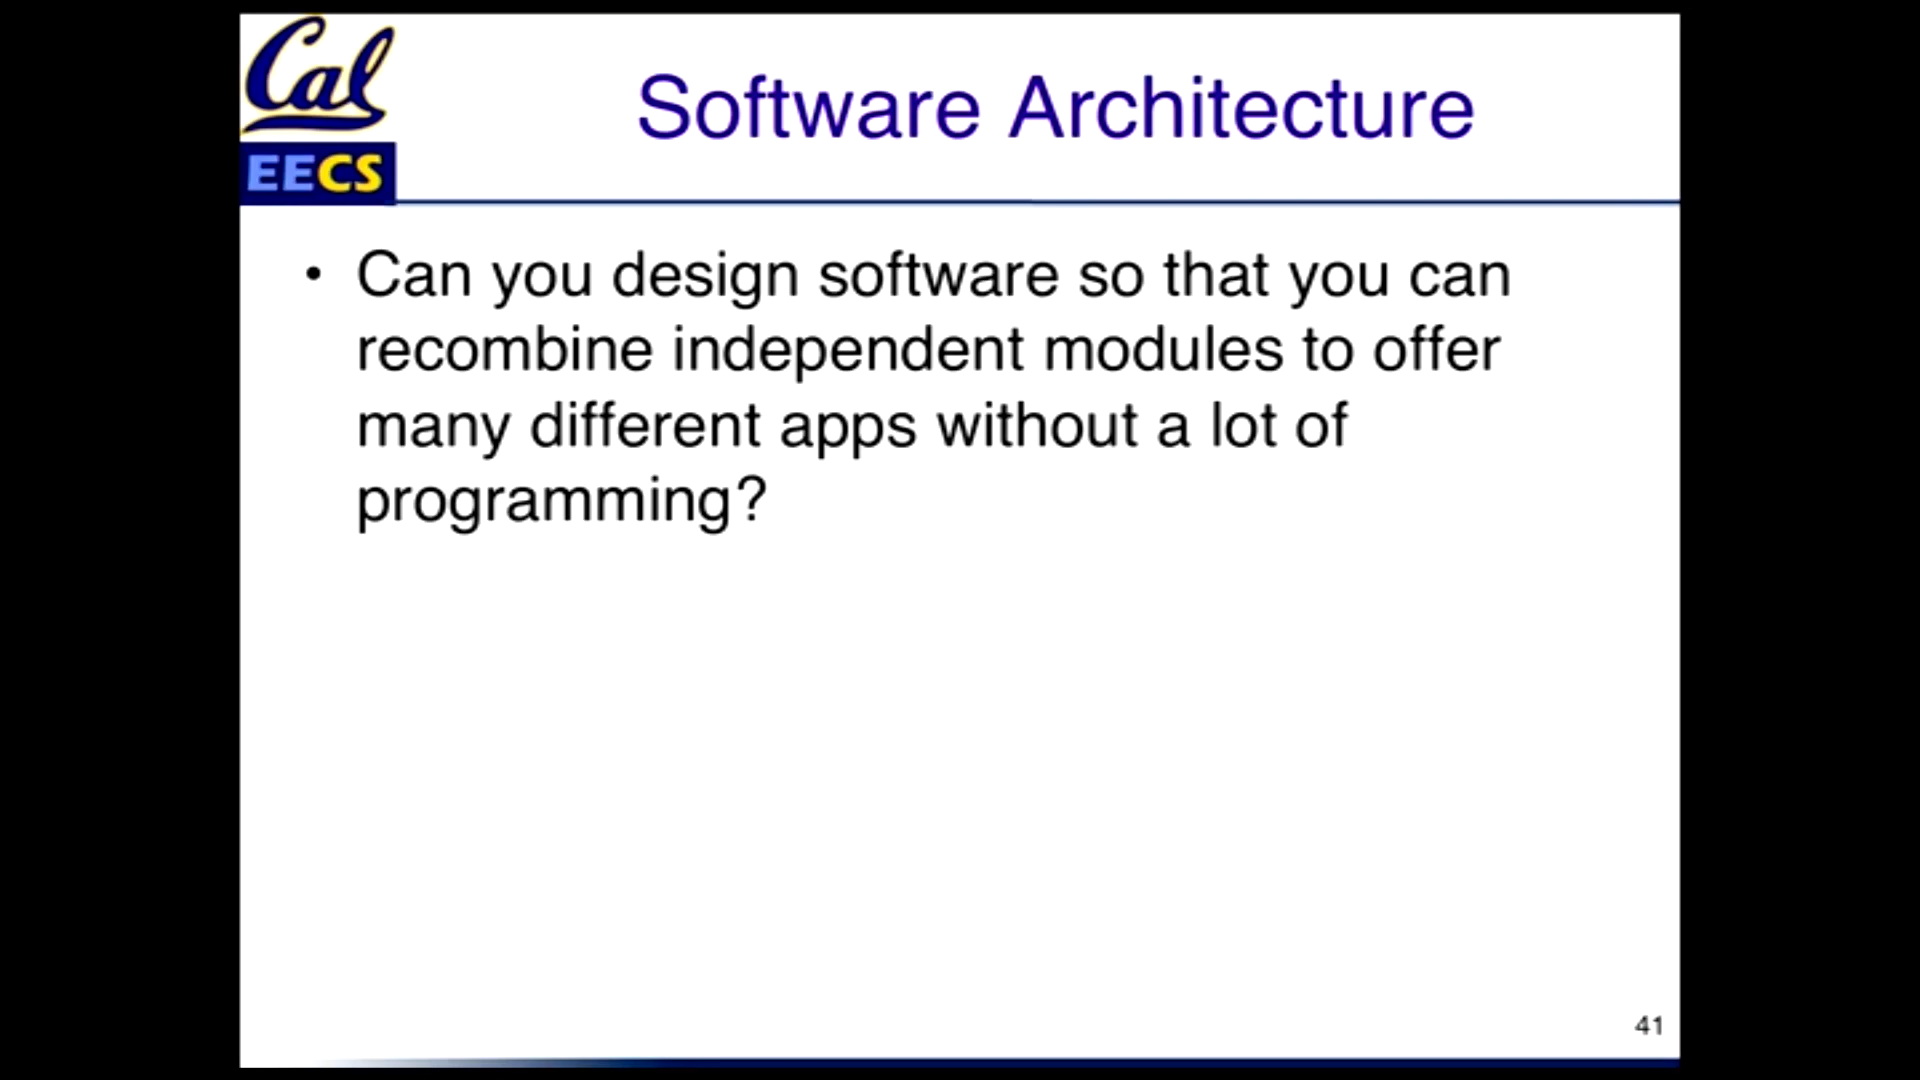 Cal
EECS
Software Architecture
• Can you design software so that you can
recombine independent modules to offer
many different apps without a lot of
programming?
41